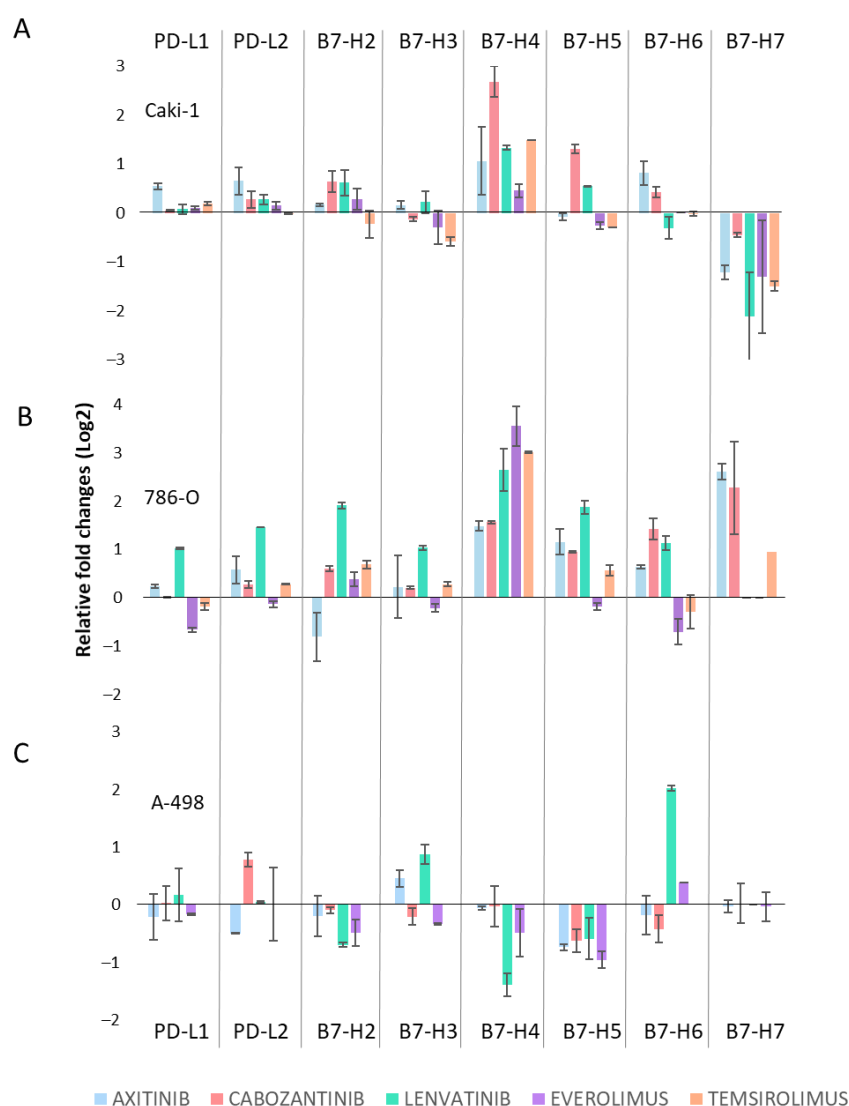 A
PD-L1 PD-L2 B7-H2 B7-H3 B7-H4 B7-H5 B7-H6 B7-H7
3
Caki-1
2
1
0
−1
−2
−3
B
4
3
786-O
2
1
0
−1
−2
Relative fold changes (Log2)
3
C
2
A-498
1
0
−1
−2
PD-L1 PD-L2 B7-H2 B7-H3 B7-H4 B7-H5 B7-H6 B7-H7
AXITINIB CABOZANTINIB LENVATINIB EVEROLIMUS TEMSIROLIMUS